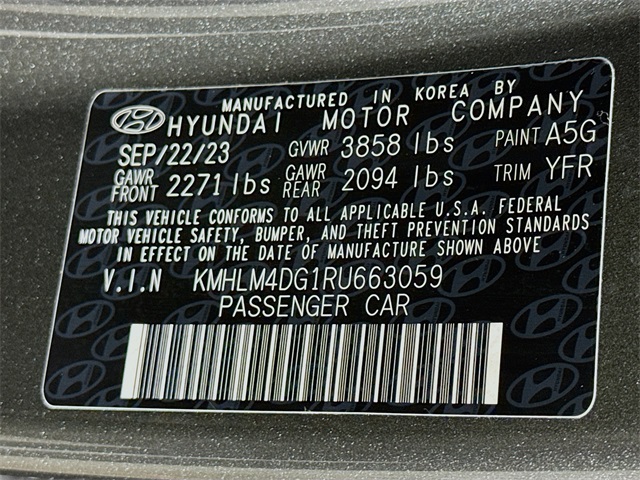 MANUFACTURED IN KOREA BY
HYUNDAI MOTOR COMPANY
SEP/22/23 GVWR 3858 lbs PAINT A5G
GAWR FRONT 2271 lbs GAWR REAR 2094 lbs TRIM YFR
THIS VEHICLE CONFORMS TO ALL APPLICABLE U.S.A. FEDERAL
MOTOR VEHICLE SAFETY, BUMPER, AND THEFT PREVENTION STANDARDS
IN EFFECT ON THE DATE OF MANUFACTURE SHOWN ABOVE
V.I.N KMHLM4DG1RU663059
PASSENGER CAR